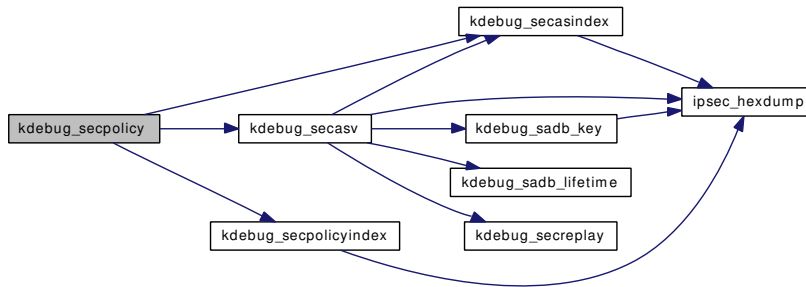 kdebug_secasindex
ipsec_hexdump
kdebug_secpolicy
kdebug_secasv
kdebug_sadb_key
kdebug_sadb_lifetime
kdebug_secpolicyindex
kdebug_secreplay